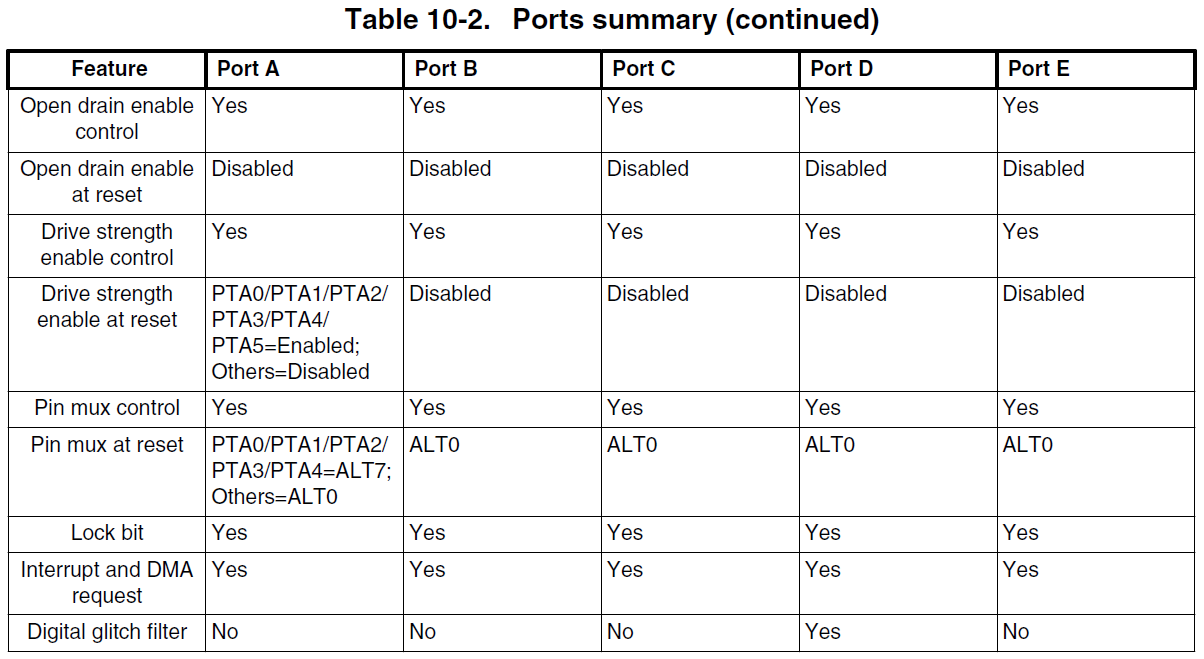 Table 10-2. Ports summary (continued)
Feature Port A Port B Port C Port D Port E
Open drain enable Yes Yes Yes Yes Yes
control
Open drain enable Disabled Disabled Disabled Disabled Disabled
at reset
Drive strength Yes Yes Yes Yes Yes
enable control
Drive strength PTA0/PTA1/PTA2/ Disabled Disabled Disabled Disabled
enable at reset PTA3/PTA4/
PTA5=Enabled;
Others=Disabled
Pin mux control Yes Yes Yes Yes Yes
Pin mux at reset PTA0/PTA1/PTA2/ ALT0 ALT0 ALT0 ALT0
PTA3/PTA4=ALT7;
Others=ALT0
Lock bit Yes Yes Yes Yes Yes
Interrupt and DMA Yes Yes Yes Yes Yes
request
Digital glitch filter No No No Yes No